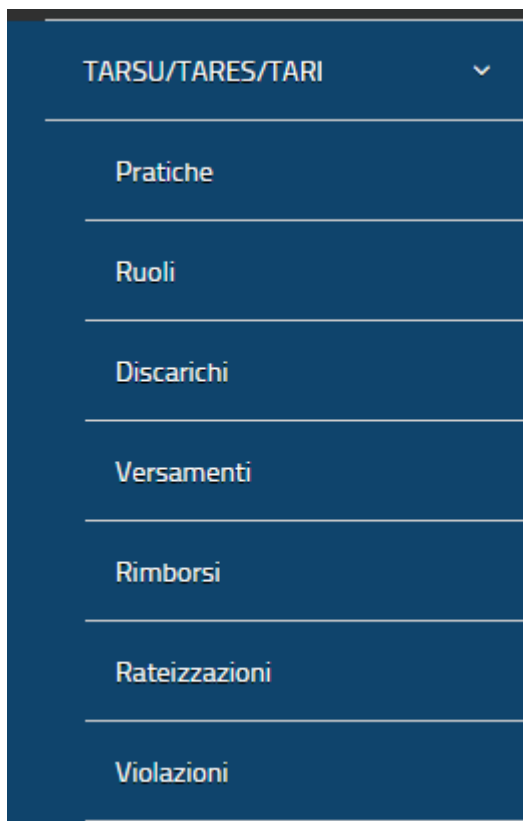 TARSU/TARES/TARI
Pratiche
Ruoli
Discarichi
Versamenti
Rimborsi
Rateizzazioni
Violazioni